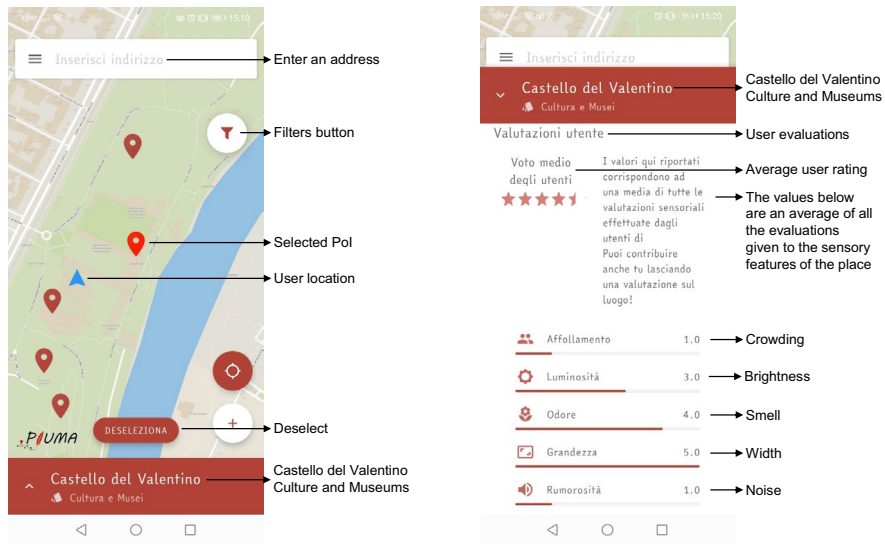 15:10
Inserisci indirizzo
Enter an address
Filters button
Selected PoI
User location
PIUMA
DESELEZIONA
+
Deselect
Castello del Valentino
Cultura e Musei
Castello del Valentino
Culture and Museums
15:20
Inserisci indirizzo
Castello del Valentino
Cultura e Musei
Castello del Valentino
Culture and Museums
Valutazioni utente
User evaluations
Voto medio
degli utenti
Average user rating
I valori qui riportati
corrispondono ad
una media di tutte le
valutazioni sensoriali
effettuate dagli
utenti di
Puoi contribuire
anche tu lasciando
una valutazione sul
luogo!
The values below
are an average of all
the evaluations
given to the sensory
features of the place
Affollamento 1.0
Crowding
Luminosità 3.0
Brightness
Odore 4.0
Smell
Grandezza 5.0
Width
Rumorosità 1.0
Noise